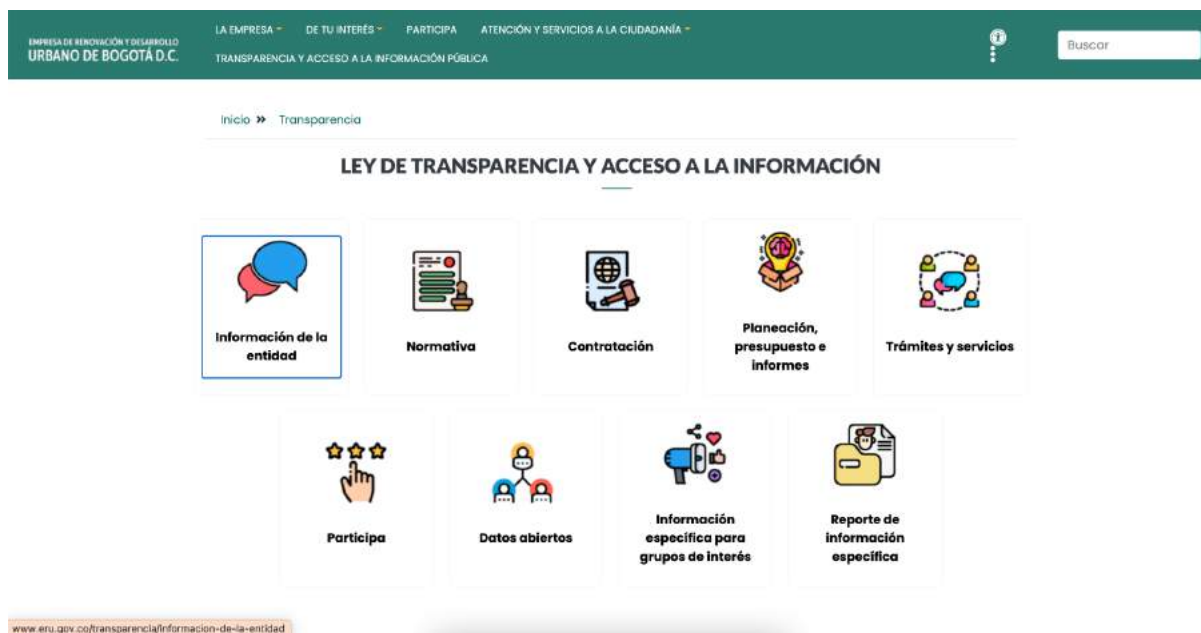 EMPRESA DE RENOVACIÓN Y DESARROLLO
URBANO DE BOGOTÁ D.C.
LA EMPRESA
DE TU INTERÉS
PARTICIPA
ATENCIÓN Y SERVICIOS A LA CIUDADANÍA
TRANSPARENCIA Y ACCESO A LA INFORMACIÓN PÚBLICA
Buscar
Inicio » Transparencia
LEY DE TRANSPARENCIA Y ACCESO A LA INFORMACIÓN
Información de la
entidad
Normativa
Contratación
Planeación,
presupuesto e
informes
Trámites y servicios
Participa
Datos abiertos
Información
específica para
grupos de interés
Reporte de
información
específica
www.eru.gov.co/transparencia/informacion-de-la-entidad